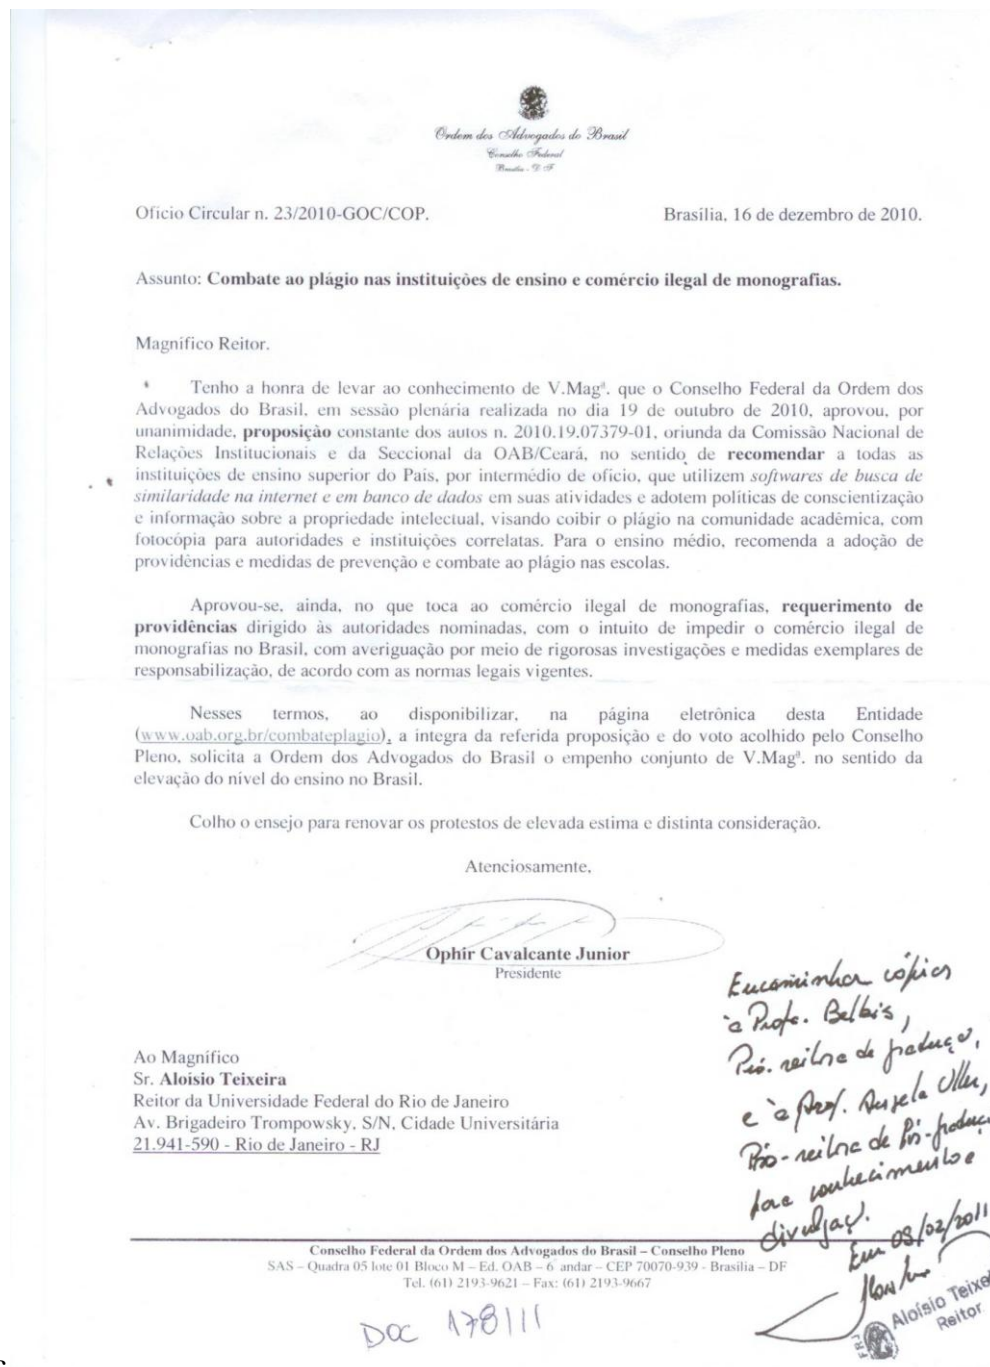 Ordem dos Advogados do Brasil
Conselho Federal
Brasília - D. F.
Ofício Circular n. 23/2010-GOC/COP.
Brasília, 16 de dezembro de 2010.
Assunto: Combate ao plágio nas instituições de ensino e comércio ilegal de monografias.
Magnífico Reitor.
Tenho a honra de levar ao conhecimento de V.Magª. que o Conselho Federal da Ordem dos
Advogados do Brasil, em sessão plenária realizada no dia 19 de outubro de 2010, aprovou, por
unanimidade, proposição constante dos autos n. 2010.19.07379-01, oriunda da Comissão Nacional de
Relações Institucionais e da Seccional da OAB/Ceará, no sentido de recomendar a todas as
instituições de ensino superior do País, por intermédio de ofício, que utilizem softwares de busca de
similaridade na internet e em banco de dados em suas atividades e adotem políticas de conscientização
e informação sobre a propriedade intelectual, visando coibir o plágio na comunidade acadêmica, com
fotocópia para autoridades e instituições correlatas. Para o ensino médio, recomenda a adoção de
providências e medidas de prevenção e combate ao plágio nas escolas.
Aprovou-se, ainda, no que toca ao comércio ilegal de monografias, requerimento de
providências dirigido às autoridades nominadas, com o intuito de impedir o comércio ilegal de
monografias no Brasil, com averiguação por meio de rigorosas investigações e medidas exemplares de
responsabilização, de acordo com as normas legais vigentes.
Nesses termos, ao disponibilizar, na página eletrônica desta Entidade
(www.oab.org.br/combateplagio), a íntegra da referida proposição e do voto acolhido pelo Conselho
Pleno, solicita a Ordem dos Advogados do Brasil o empenho conjunto de V.Magª. no sentido da
elevação do nível do ensino no Brasil.
Colho o ensejo para renovar os protestos de elevada estima e distinta consideração.
Atenciosamente,
Ophir Cavalcante Junior
Presidente
Ao Magnífico
Sr. Aloísio Teixeira
Reitor da Universidade Federal do Rio de Janeiro
Av. Brigadeiro Trompowsky, S/N, Cidade Universitária
21.941-590 - Rio de Janeiro - RJ
Encaminhar cópias
à Profa. Belkis,
Pró-reitora de graduaç,
e à Prof. Angela Uller,
Pró-reitora de Pós-graduaç
para conhecimento e
divulgaç.
Em 08/02/2011
Aloísio Teixei
Reitor
FRJ
Conselho Federal da Ordem dos Advogados do Brasil – Conselho Pleno
SAS – Quadra 05 lote 01 Bloco M – Ed. OAB – 6º andar – CEP 70070-939 - Brasília – DF
Tel. (61) 2193-9621 – Fax: (61) 2193-9667
DOC 178111